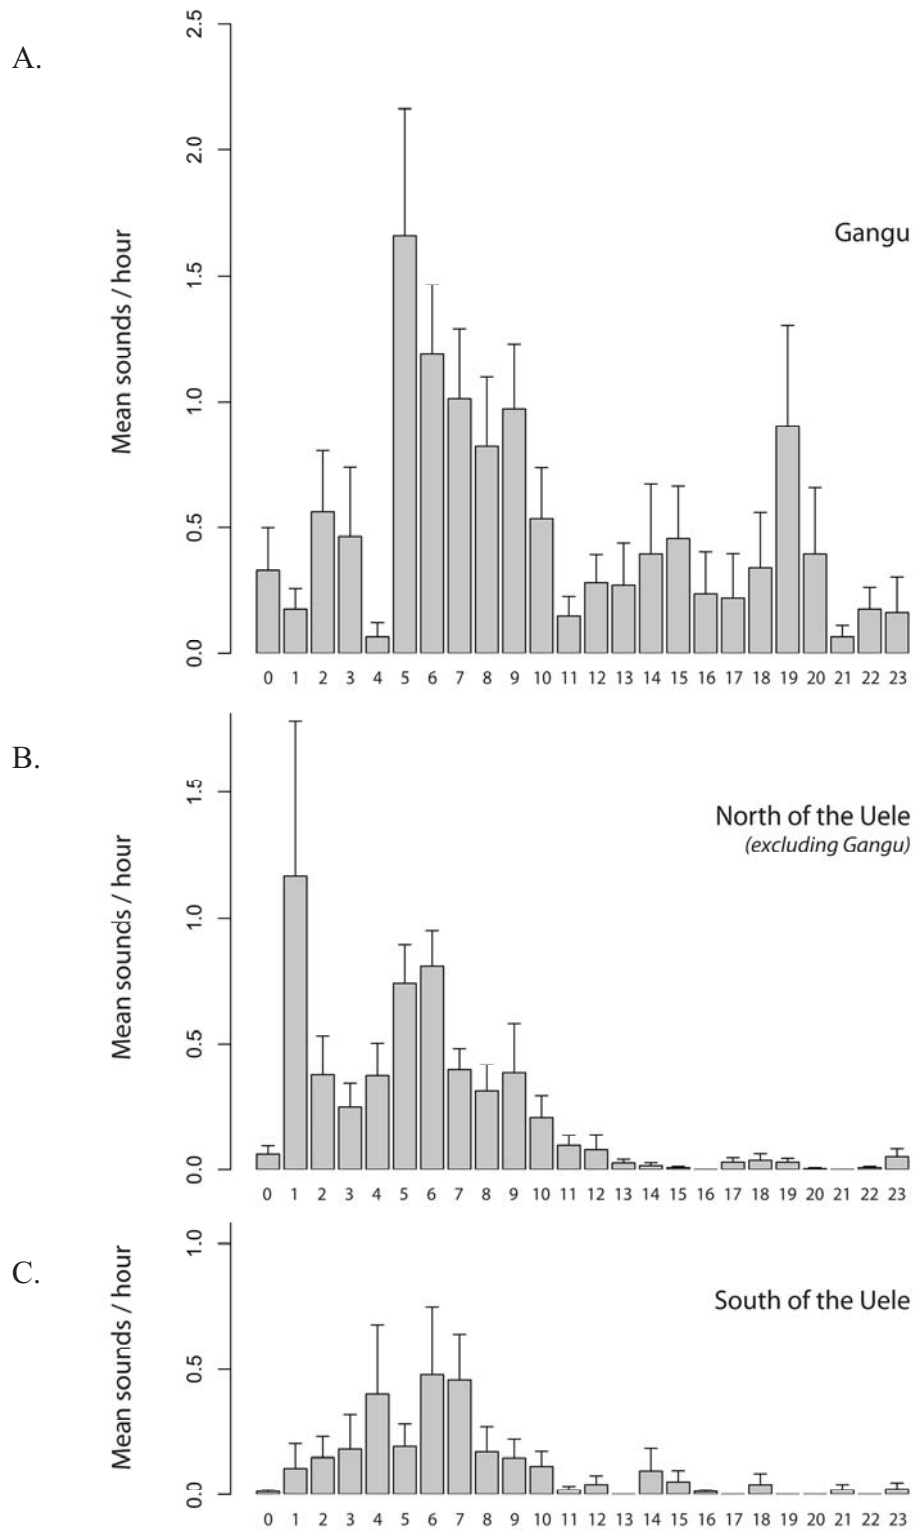 A.
Mean sounds / hour
2.5
2.0
1.5
1.0
0.5
0.0
Gangu
0 1 2 3 4 5 6 7 8 9 10 11 12 13 14 15 16 17 18 19 20 21 22 23
B.
Mean sounds / hour
1.5
1.0
0.5
0.0
North of the Uele
(excluding Gangu)
0 1 2 3 4 5 6 7 8 9 10 11 12 13 14 15 16 17 18 19 20 21 22 23
C.
Mean sounds / hour
1.0
0.5
0.0
South of the Uele
0 1 2 3 4 5 6 7 8 9 10 11 12 13 14 15 16 17 18 19 20 21 22 23